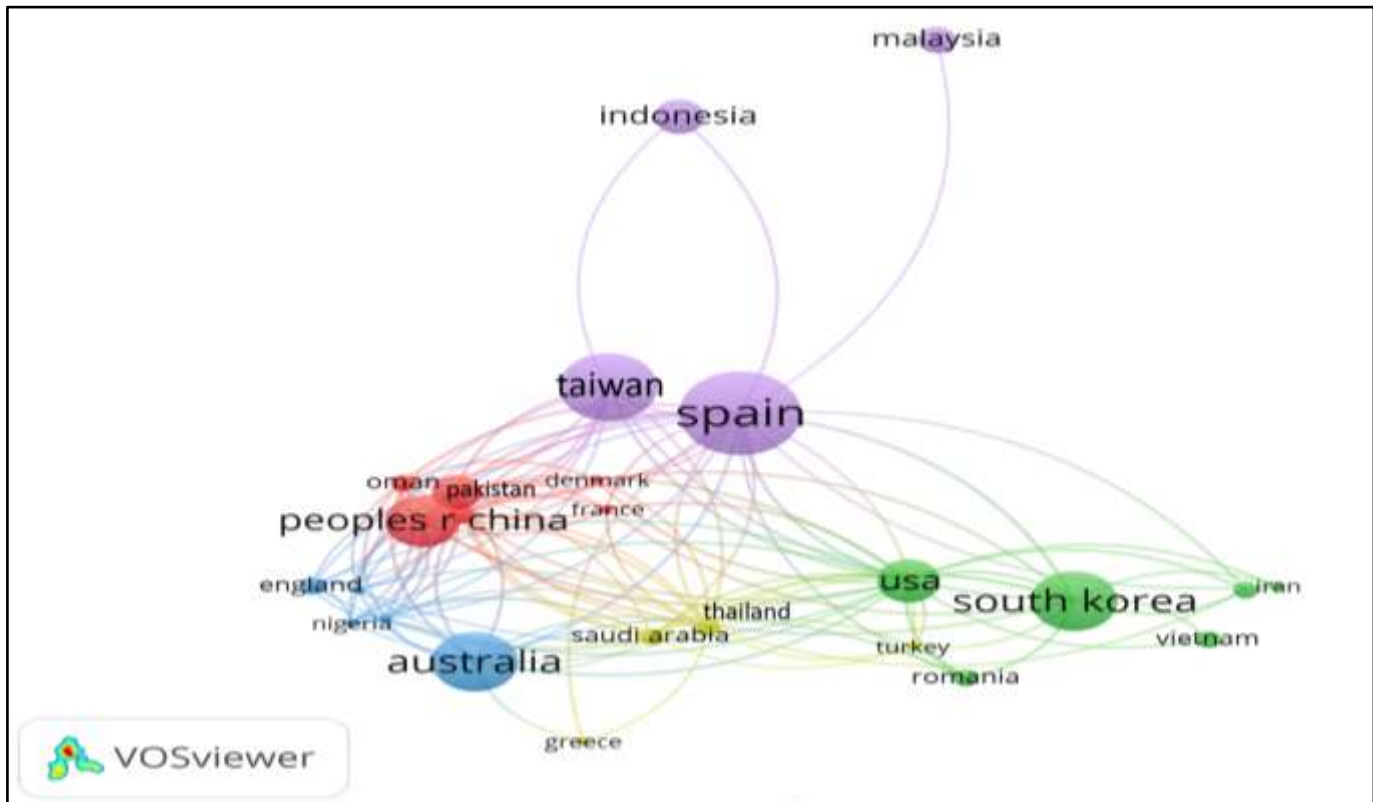 malaysia
indonesia
taiwan
spain
oman
pakistan
denmark
france
peoples r china
england
nigeria
usa
south korea
iran
thailand
saudi arabia
turkey
vietnam
australia
romania
greece
VOSviewer